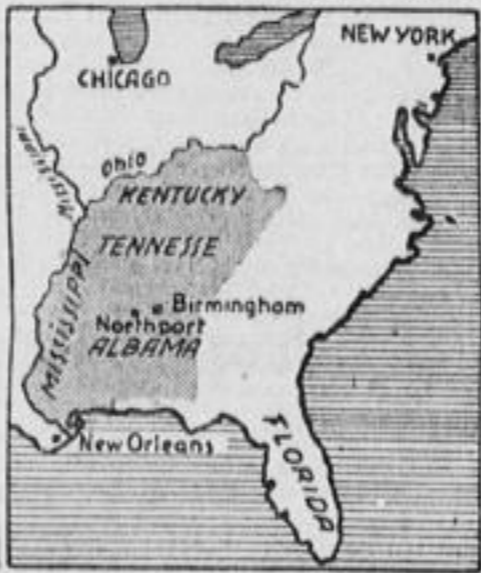 NEW YORK
CHICAGO
MISSISSIPPI
Ohio
KENTUCKY
TENNESSE
Birmingham
Northport
ALBAMA
MISSISSIPPI
New Orleans
FLORIDA